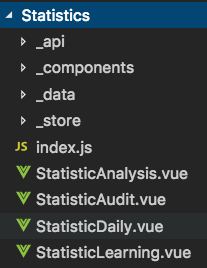 Statistics
_api
_components
_data
_store
JS index.js
StatisticAnalysis.vue
StatisticAudit.vue
StatisticDaily.vue
StatisticLearning.vue